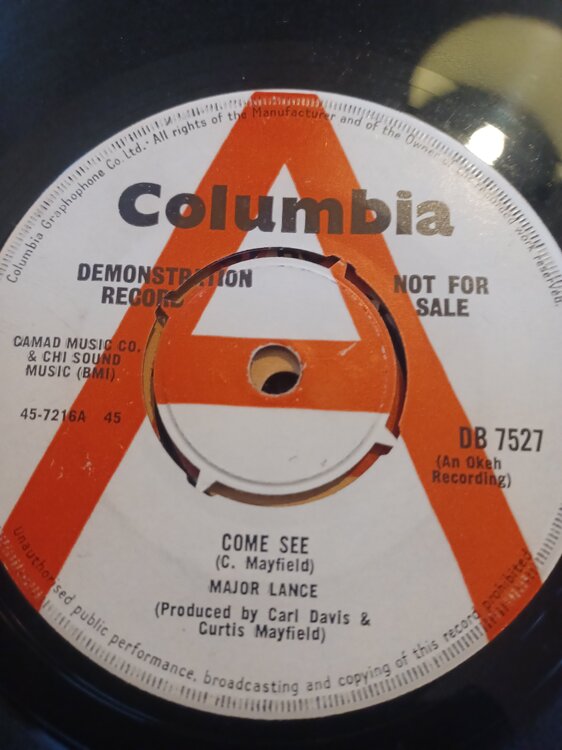 Columbia Graphophone Co. Ltd. · All rights of the Manufacturer and of the Owner of
Columbia
DEMONSTRATION
RECORD
NOT FOR
SALE
CAMAD MUSIC CO.
& CHI SOUND
MUSIC (BMI)
45-7216A 45
DB 7527
(An Okeh
Recording)
A
COME SEE
(C. Mayfield)
MAJOR LANCE
(Produced by Carl Davis &
Curtis Mayfield)
Unauthorised public performance, broadcasting and copying of this record prohibited